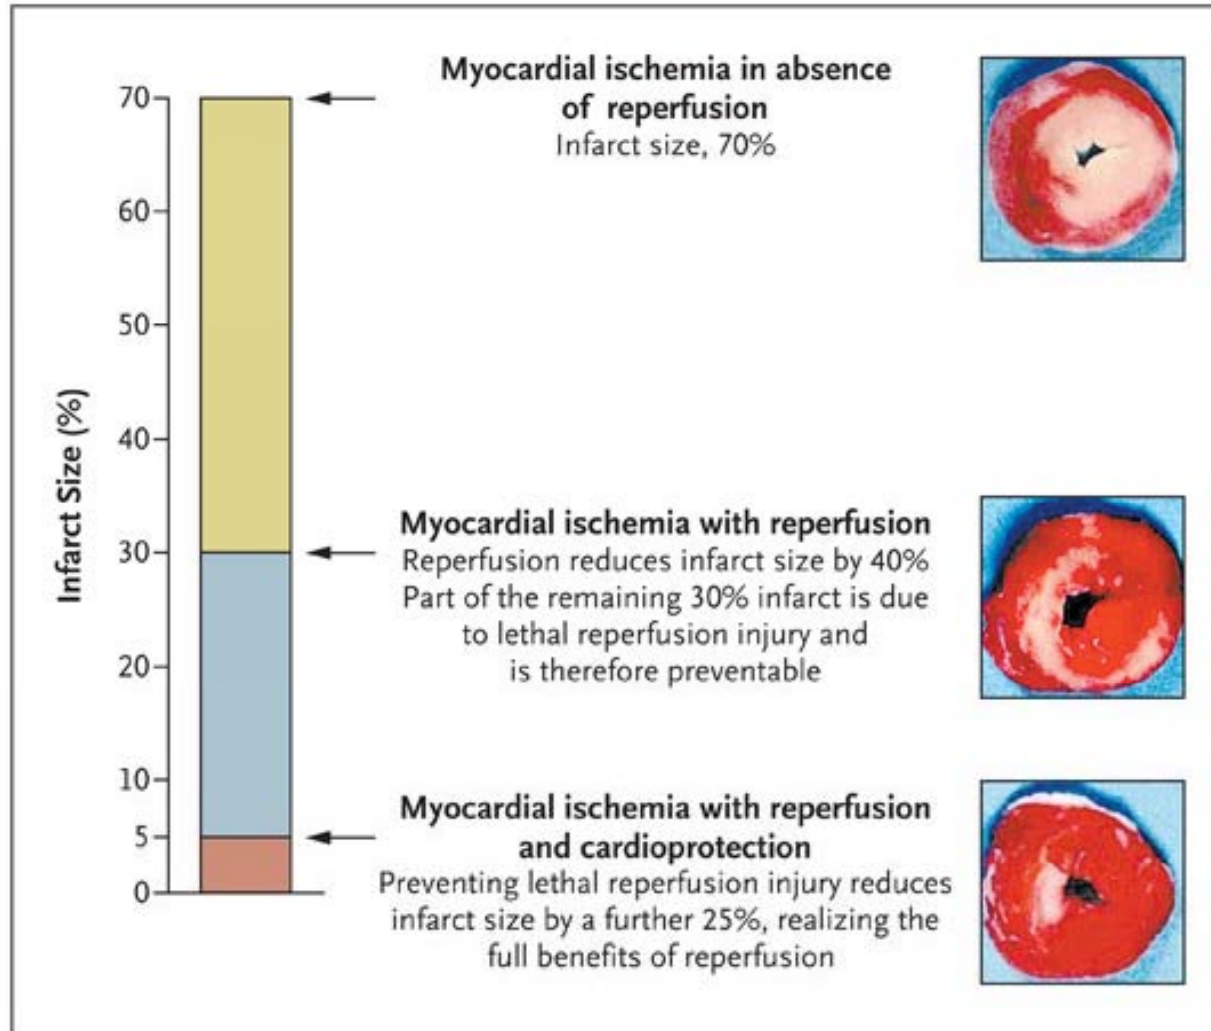 Myocardial ischemia in absence
of reperfusion
Infarct size, 70%
70
60
50
40
30
20
10
5
0
Infarct Size (%)
Myocardial ischemia with reperfusion
Reperfusion reduces infarct size by 40%
Part of the remaining 30% infarct is due
to lethal reperfusion injury and
is therefore preventable
Myocardial ischemia with reperfusion
and cardioprotection
Preventing lethal reperfusion injury reduces
infarct size by a further 25%, realizing the
full benefits of reperfusion